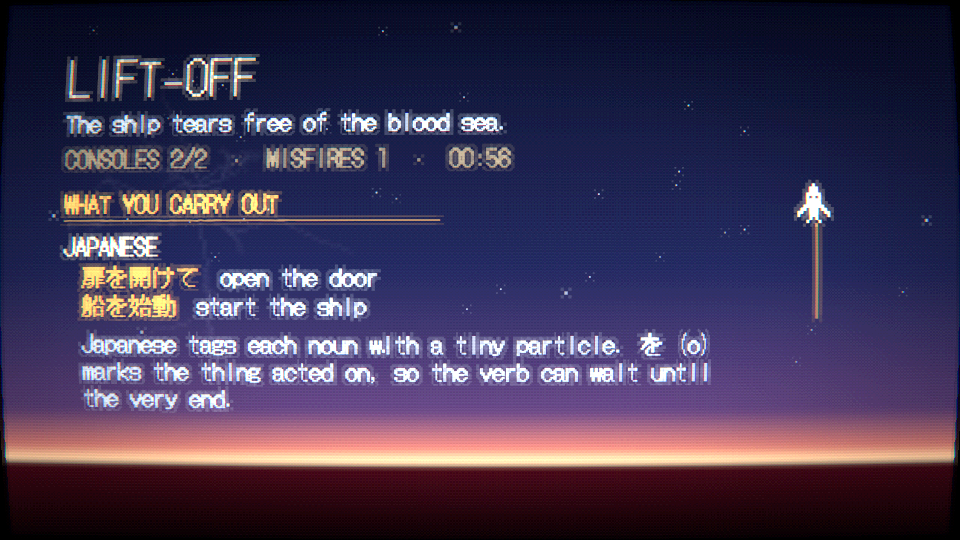 LIFT-OFF
The ship tears free of the blood sea.
CONSOLES 2/2 · MISFIRES 1 · 00:56
WHAT YOU CARRY OUT
JAPANESE
扉を開けて open the door
船を始動 start the ship
Japanese tags each noun with a tiny particle. を (o)
marks the thing acted on, so the verb can wait until
the very end.